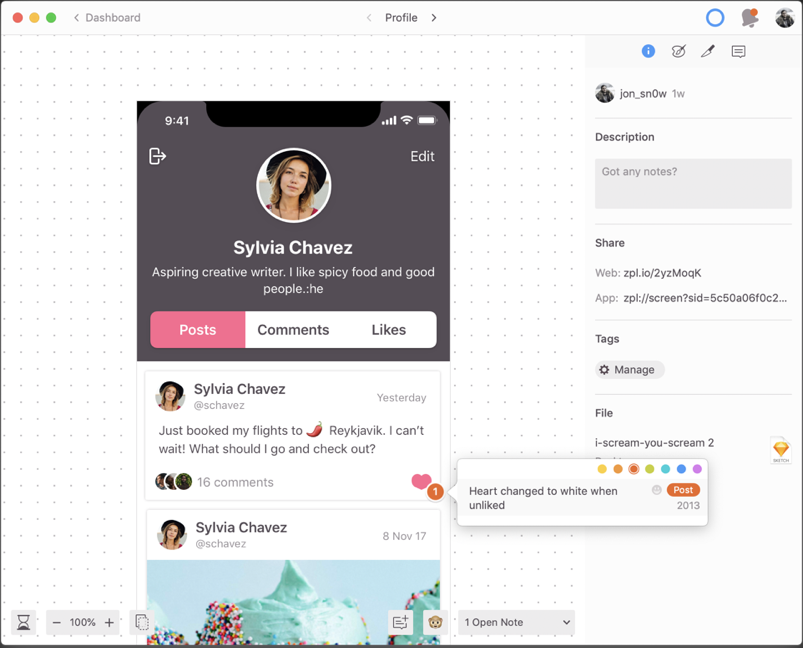 Dashboard
Profile
jon_sn0w 1w
Description
Got any notes?
Share
Web: zpl.io/2yzMoqK
App: zpl://screen?sid=5c50a06f0c2...
Tags
Manage
File
i-scream-you-scream 2
SKETCH
9:41
Edit
Sylvia Chavez
Aspiring creative writer. I like spicy food and good
people.:he
Posts
Comments
Likes
Sylvia Chavez
@schavez
Yesterday
Just booked my flights to 🌶️ Reykjavik. I can’t
wait! What should I go and check out?
16 comments
1
Heart changed to white when
unliked
Post
2013
Sylvia Chavez
@schavez
8 Nov 17
100%
1 Open Note